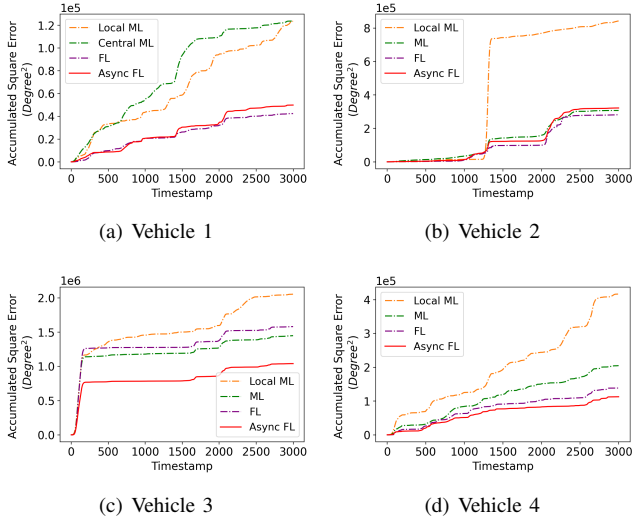 1e5
Accumulated Square Error
(Degree²)
1.2
1.0
0.8
0.6
0.4
0.2
0.0
Local ML
Central ML
FL
Async FL
0 500 1000 1500 2000 2500 3000
Timestamp
(a) Vehicle 1
1e5
Accumulated Square Error
(Degree²)
8
6
4
2
0
Local ML
ML
FL
Async FL
0 500 1000 1500 2000 2500 3000
Timestamp
(b) Vehicle 2
1e6
Accumulated Square Error
(Degree²)
2.0
1.5
1.0
0.5
0.0
Local ML
ML
FL
Async FL
0 500 1000 1500 2000 2500 3000
Timestamp
(c) Vehicle 3
1e5
Accumulated Square Error
(Degree²)
4
3
2
1
0
Local ML
ML
FL
Async FL
0 500 1000 1500 2000 2500 3000
Timestamp
(d) Vehicle 4